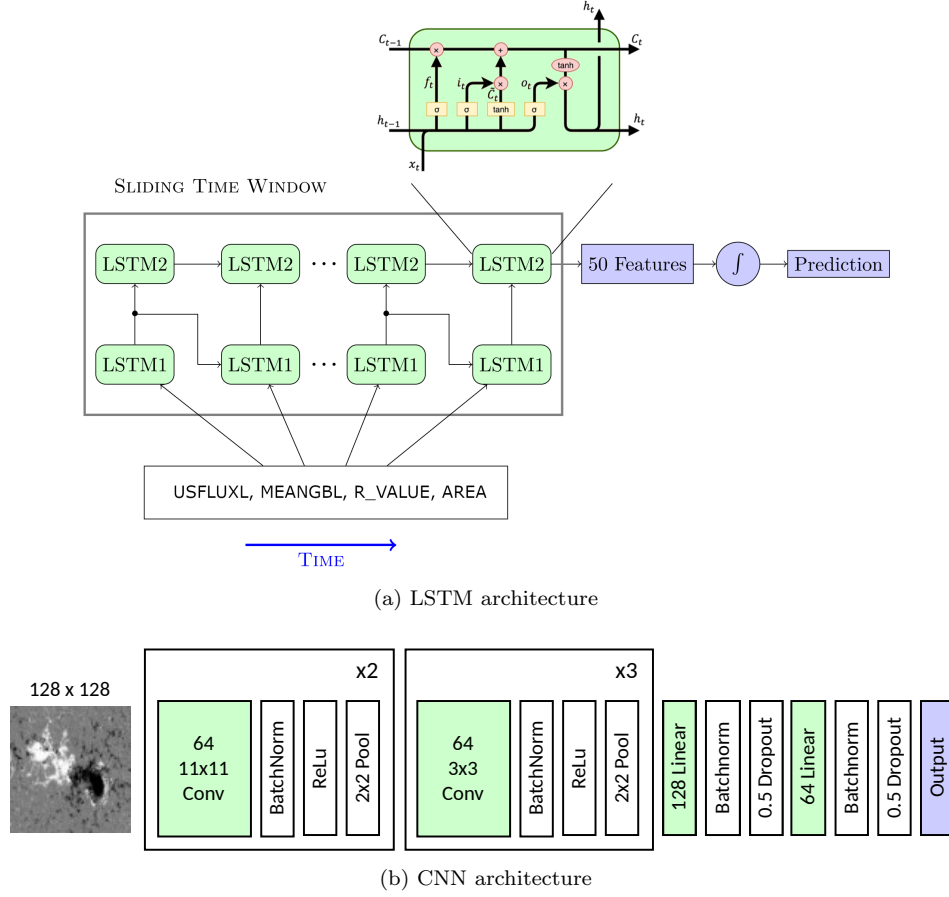 h_t
C_{t−1} × + C_t
tanh
f_t i_t × C̃_t o_t ×
σ σ tanh σ
h_{t−1} h_t
x_t
SLIDING TIME WINDOW
LSTM2 LSTM2 ··· LSTM2 LSTM2 50 Features ∫ Prediction
LSTM1 LSTM1 ··· LSTM1 LSTM1
USFLUXL, MEANGBL, R_VALUE, AREA
TIME
(a) LSTM architecture
128 x 128
x2
64
11x11
Conv
BatchNorm
ReLu
2x2 Pool
x3
64
3x3
Conv
BatchNorm
ReLu
2x2 Pool
128 Linear
Batchnorm
0.5 Dropout
64 Linear
Batchnorm
0.5 Dropout
Output
(b) CNN architecture